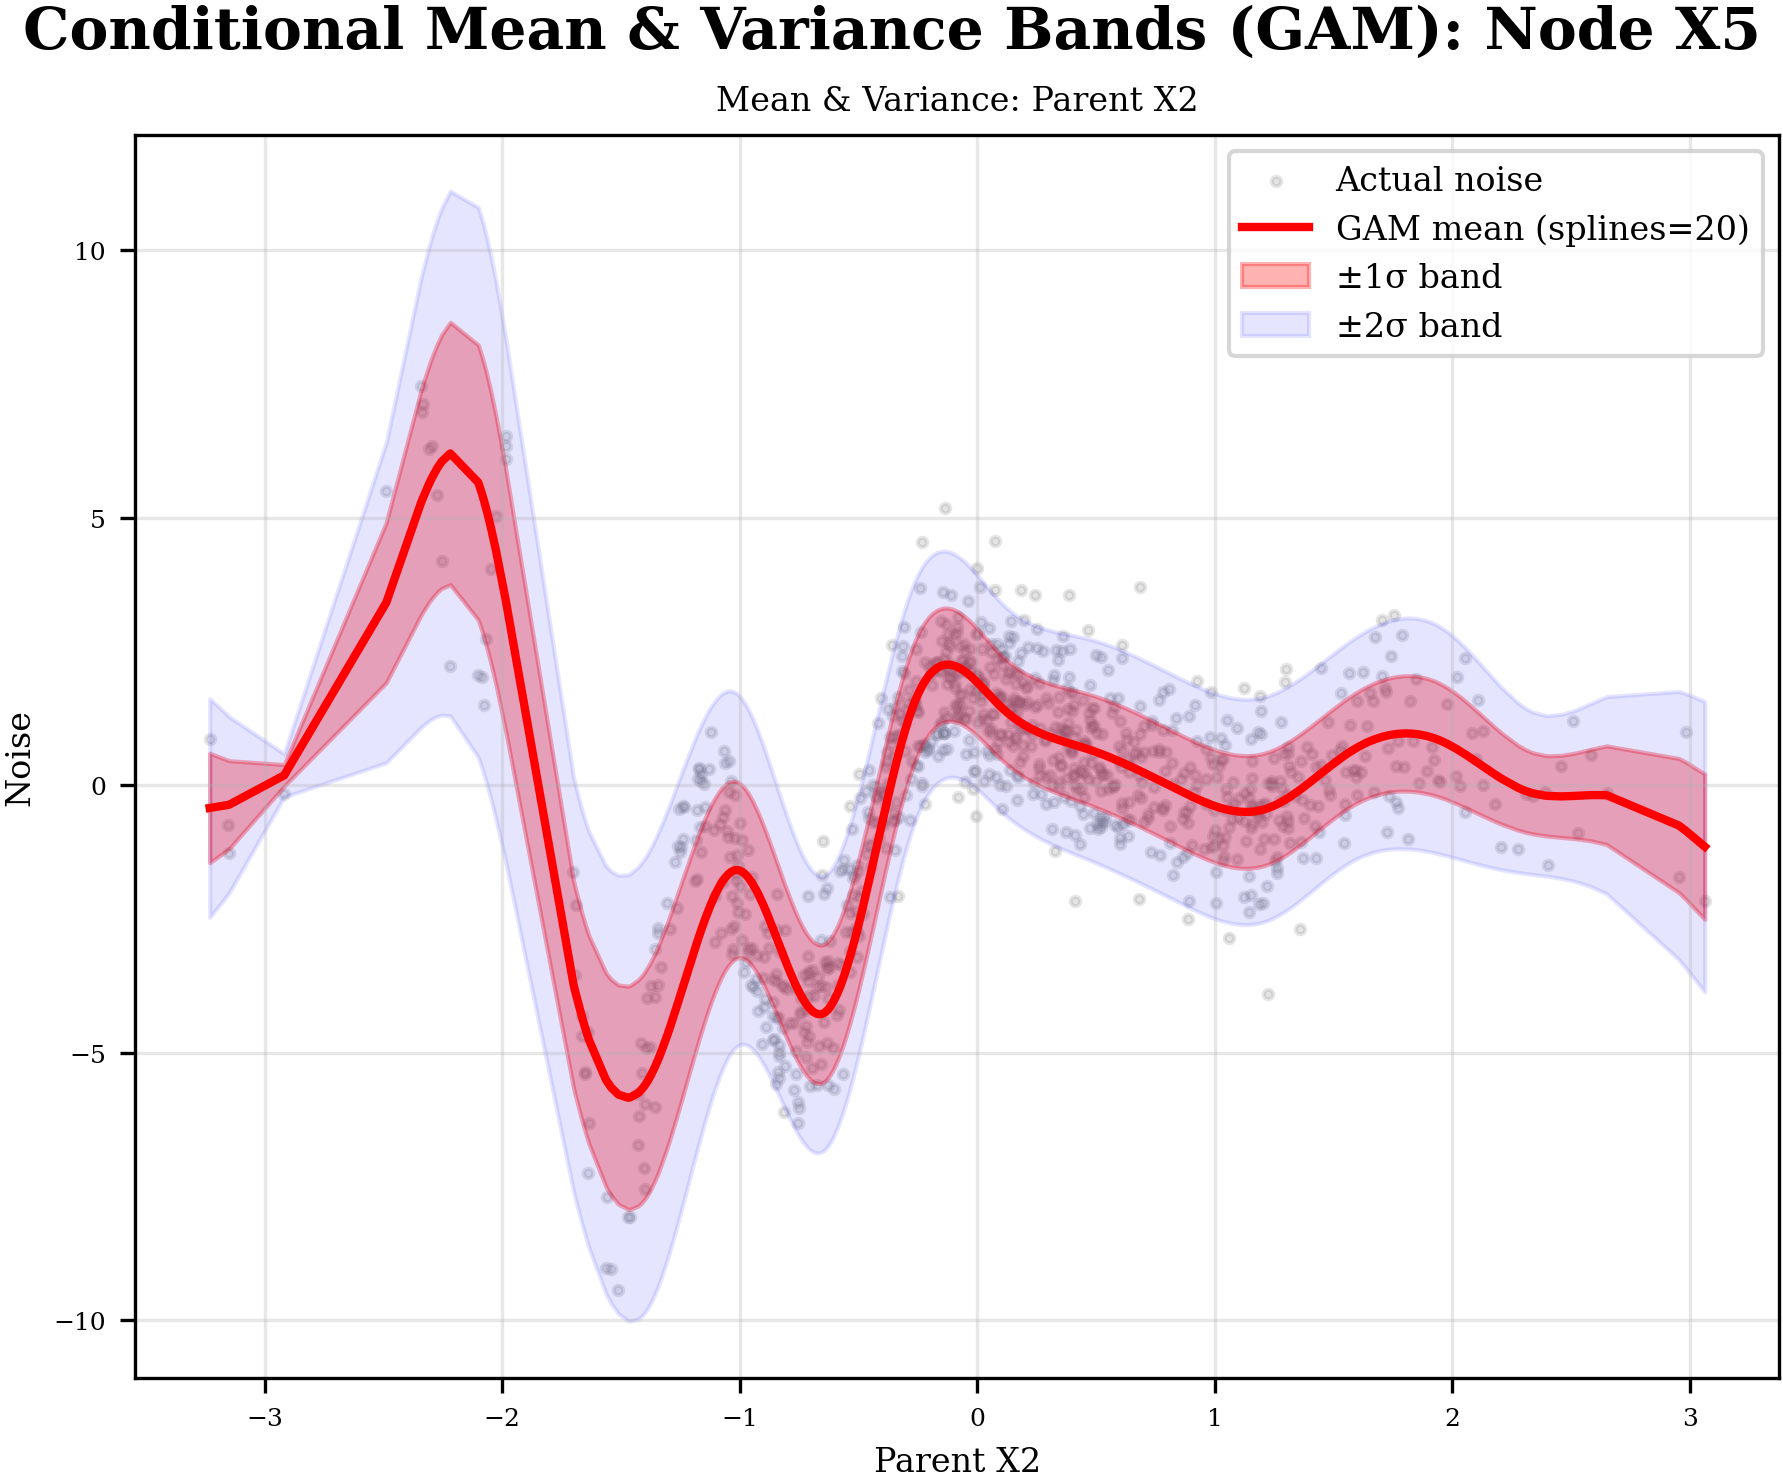 Conditional Mean & Variance Bands (GAM): Node X5
Mean & Variance: Parent X2
Actual noise
GAM mean (splines=20)
±1σ band
±2σ band
Noise
10
5
0
−5
−10
−3
−2
−1
0
1
2
3
Parent X2